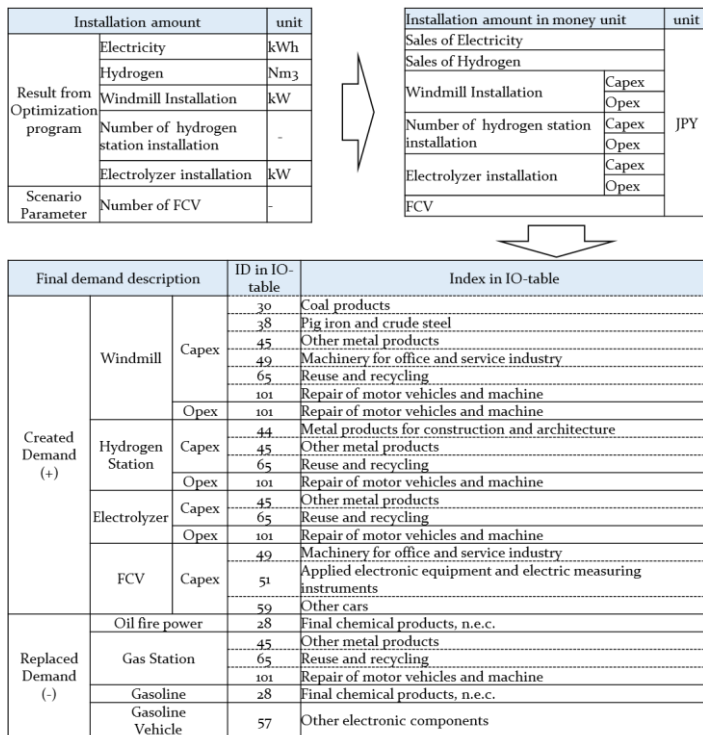 Installation amount unit
Result from Optimization program
Electricity kWh
Hydrogen Nm3
Windmill Installation kW
Number of hydrogen
station installation -
Electrolyzer installation kW
Scenario
Parameter
Number of FCV -
Installation amount in money unit unit
Sales of Electricity
Sales of Hydrogen
Windmill Installation
Capex
Opex
Number of hydrogen station
installation
Capex
Opex
Electrolyzer installation
Capex
Opex
FCV
JPY
Final demand description
ID in IO-
table
Index in IO-table
Created
Demand
(+)
Windmill
Capex
30 Coal products
38 Pig iron and crude steel
45 Other metal products
49 Machinery for office and service industry
65 Reuse and recycling
101 Repair of motor vehicles and machine
Opex 101 Repair of motor vehicles and machine
Hydrogen
Station
Capex
44 Metal products for construction and architecture
45 Other metal products
65 Reuse and recycling
Opex 101 Repair of motor vehicles and machine
Electrolyzer
Capex
45 Other metal products
65 Reuse and recycling
Opex 101 Repair of motor vehicles and machine
FCV
Capex
49 Machinery for office and service industry
51 Applied electronic equipment and electric measuring
instruments
59 Other cars
Replaced
Demand
(-)
Oil fire power 28 Final chemical products, n.e.c.
Gas Station
45 Other metal products
65 Reuse and recycling
101 Repair of motor vehicles and machine
Gasoline 28 Final chemical products, n.e.c.
Gasoline
Vehicle
57 Other electronic components